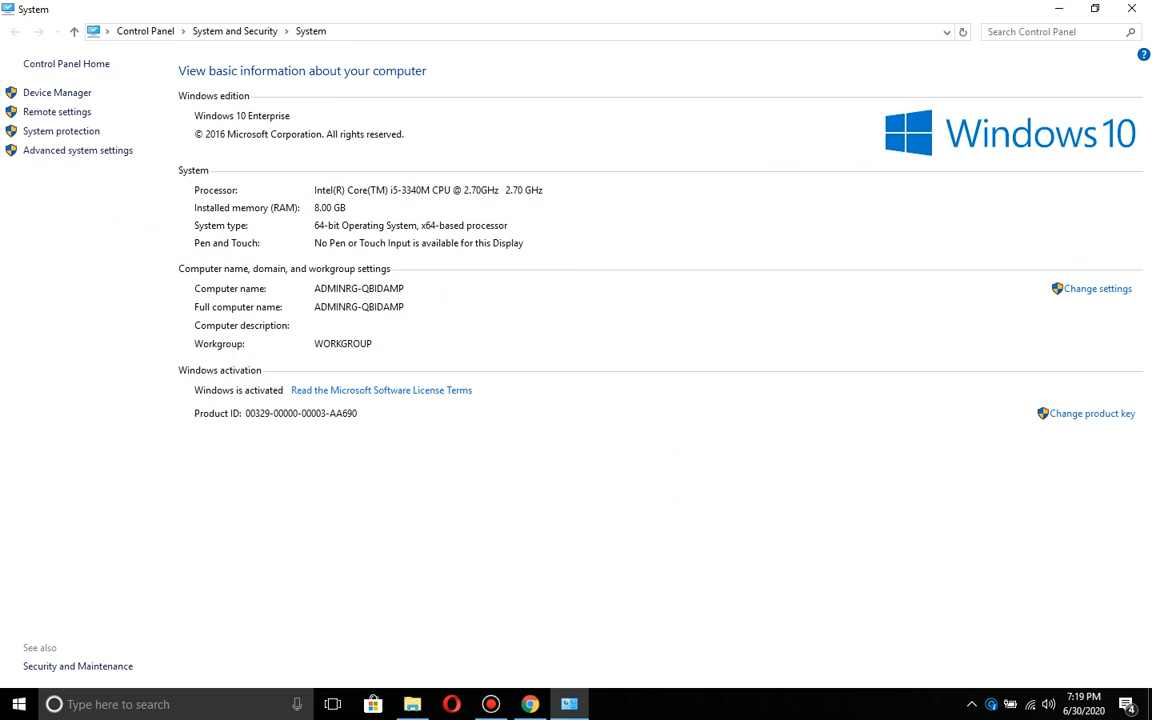 System
Control Panel > System and Security > System
Search Control Panel
Control Panel Home
Device Manager
Remote settings
System protection
Advanced system settings
View basic information about your computer
Windows edition
Windows 10 Enterprise
© 2016 Microsoft Corporation. All rights reserved.
Windows 10
System
Processor: Intel(R) Core(TM) i5-3340M CPU @ 2.70GHz 2.70 GHz
Installed memory (RAM): 8.00 GB
System type: 64-bit Operating System, x64-based processor
Pen and Touch: No Pen or Touch Input is available for this Display
Computer name, domain, and workgroup settings
Computer name: ADMINRG-QBIDAMP
Change settings
Full computer name: ADMINRG-QBIDAMP
Computer description:
Workgroup: WORKGROUP
Windows activation
Windows is activated Read the Microsoft Software License Terms
Product ID: 00329-00000-00003-AA690
Change product key
See also
Security and Maintenance
Type here to search
7:19 PM
6/30/2020
4